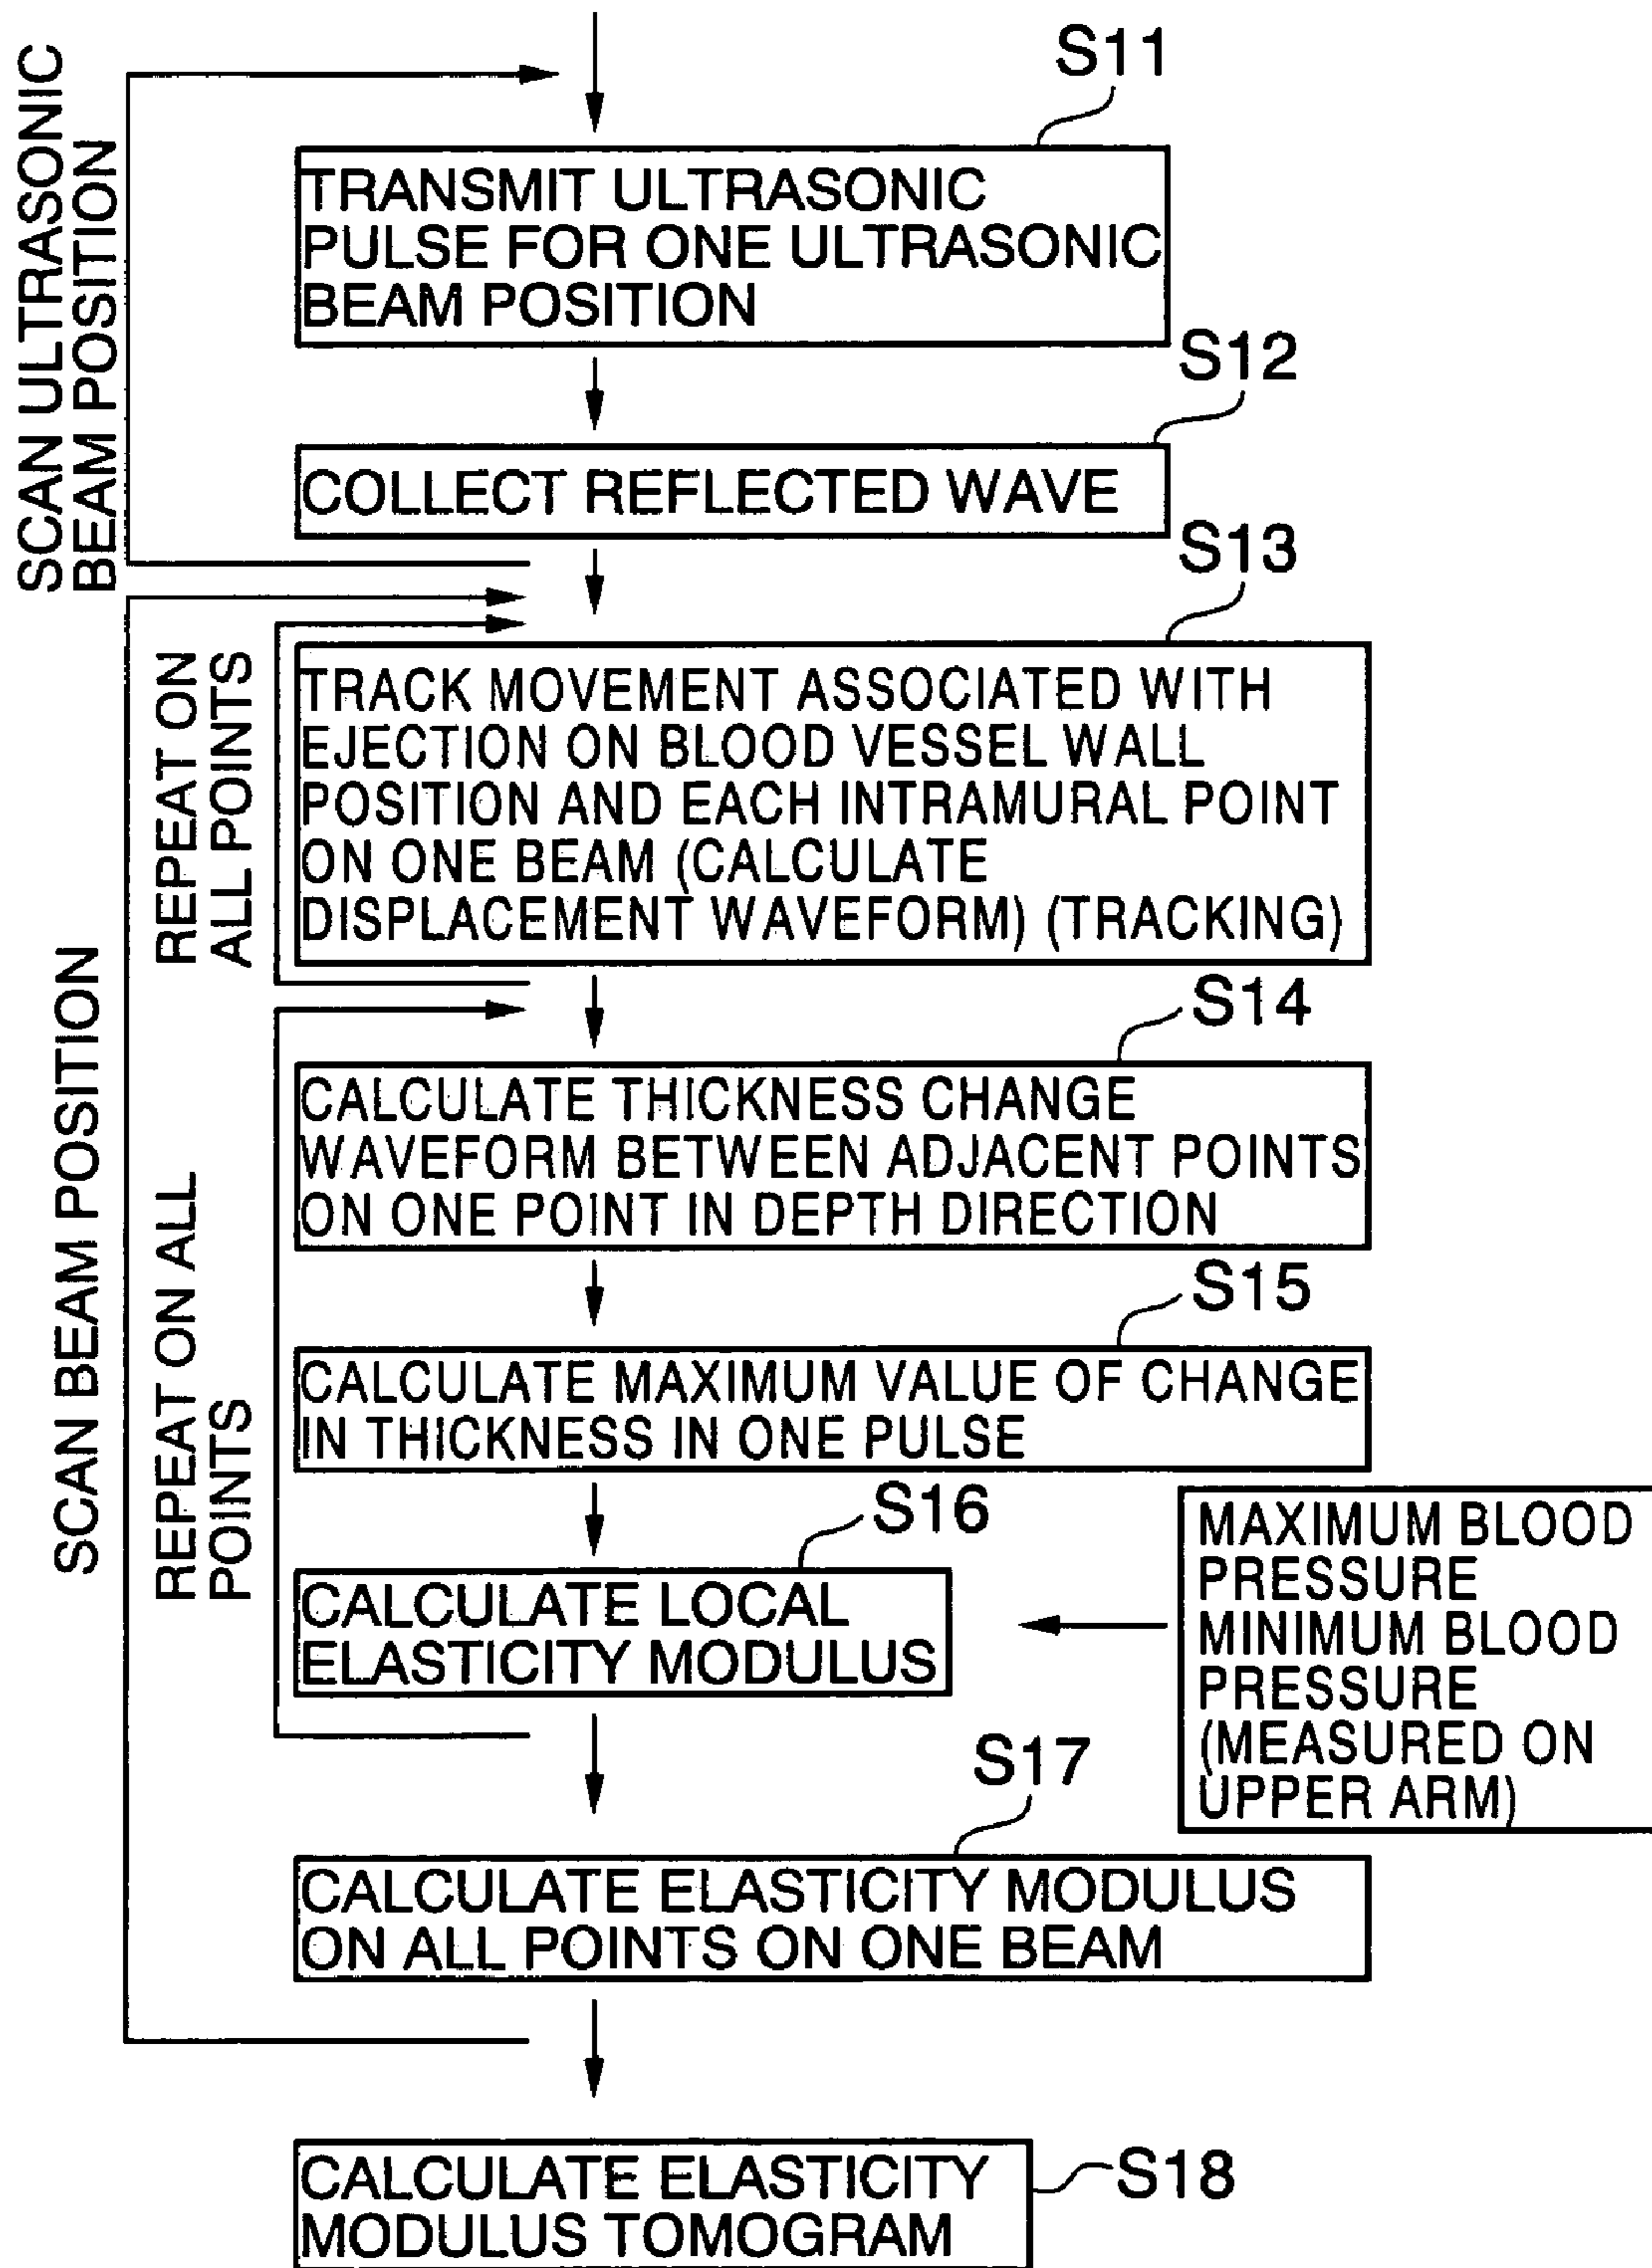 SCAN ULTRASONIC
BEAM POSITION
S11
TRANSMIT ULTRASONIC
PULSE FOR ONE ULTRASONIC
BEAM POSITION
S12
COLLECT REFLECTED WAVE
S13
SCAN BEAM POSITION
REPEAT ON
ALL POINTS
TRACK MOVEMENT ASSOCIATED WITH
EJECTION ON BLOOD VESSEL WALL
POSITION AND EACH INTRAMURAL POINT
ON ONE BEAM (CALCULATE
DISPLACEMENT WAVEFORM) (TRACKING)
S14
REPEAT ON ALL
POINTS
CALCULATE THICKNESS CHANGE
WAVEFORM BETWEEN ADJACENT POINTS
ON ONE POINT IN DEPTH DIRECTION
S15
CALCULATE MAXIMUM VALUE OF CHANGE
IN THICKNESS IN ONE PULSE
S16
CALCULATE LOCAL
ELASTICITY MODULUS
MAXIMUM BLOOD
PRESSURE
MINIMUM BLOOD
PRESSURE
(MEASURED ON
UPPER ARM)
S17
CALCULATE ELASTICITY MODULUS
ON ALL POINTS ON ONE BEAM
CALCULATE ELASTICITY
MODULUS TOMOGRAM
S18